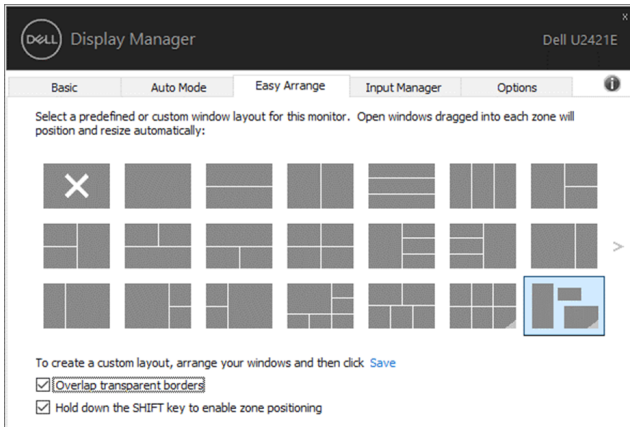 DELL Display Manager
x
Dell U2421E
Basic
Auto Mode
Easy Arrange
Input Manager
Options
i
Select a predefined or custom window layout for this monitor. Open windows dragged into each zone will
position and resize automatically:
>
To create a custom layout, arrange your windows and then click Save
Overlap transparent borders
Hold down the SHIFT key to enable zone positioning